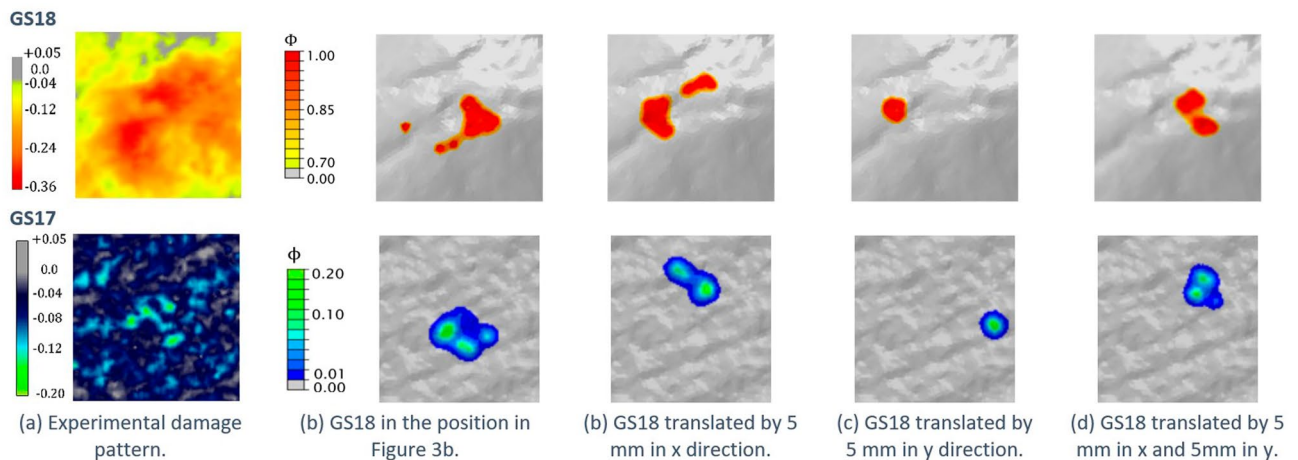 GS18
+0.05
0.0
-0.04
-0.12
-0.24
-0.36
Φ
1.00
0.85
0.70
0.00
GS17
+0.05
0.0
-0.04
-0.08
-0.12
-0.20
Φ
0.20
0.10
0.01
0.00
(a) Experimental damage
pattern.
(b) GS18 in the position in
Figure 3b.
(b) GS18 translated by 5
mm in x direction.
(c) GS18 translated by
5 mm in y direction.
(d) GS18 translated by 5
mm in x and 5mm in y.